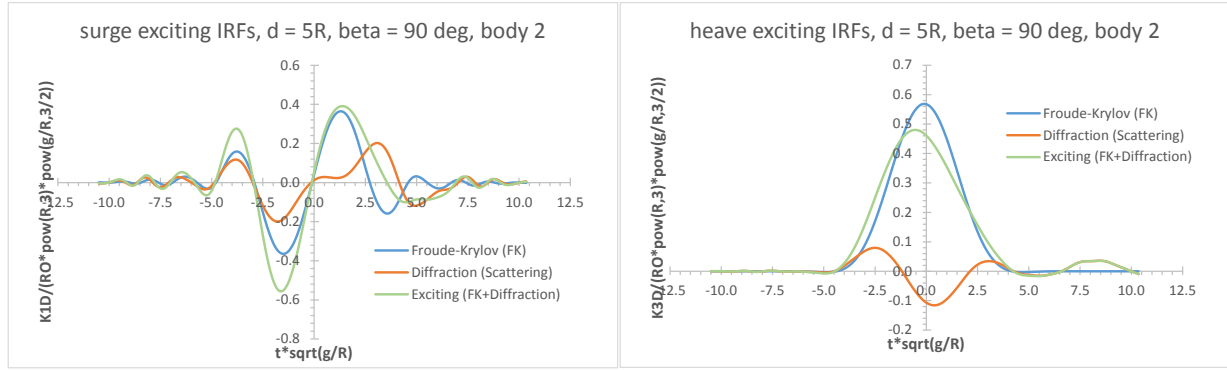 surge exciting IRFs, d = 5R, beta = 90 deg, body 2
K1D/(RO*pow(R,3)*pow(g/R,3/2))
0.6
0.4
0.2
0.0
-0.2
-0.4
-0.6
-0.8
-12.5 -10.0 -7.5 -5.0 -2.5 0.0 2.5 5.0 7.5 10.0 12.5
Froude-Krylov (FK)
Diffraction (Scattering)
Exciting (FK+Diffraction)
t*sqrt(g/R)
heave exciting IRFs, d = 5R, beta = 90 deg, body 2
K3D/(RO*pow(R,3)*pow(g/R,3/2))
0.7
0.6
0.5
0.4
0.3
0.2
0.1
0.0
-0.1
-0.2
Froude-Krylov (FK)
Diffraction (Scattering)
Exciting (FK+Diffraction)
-12.5 -10.0 -7.5 -5.0 -2.5 0.0 2.5 5.0 7.5 10.0 12.5
t*sqrt(g/R)